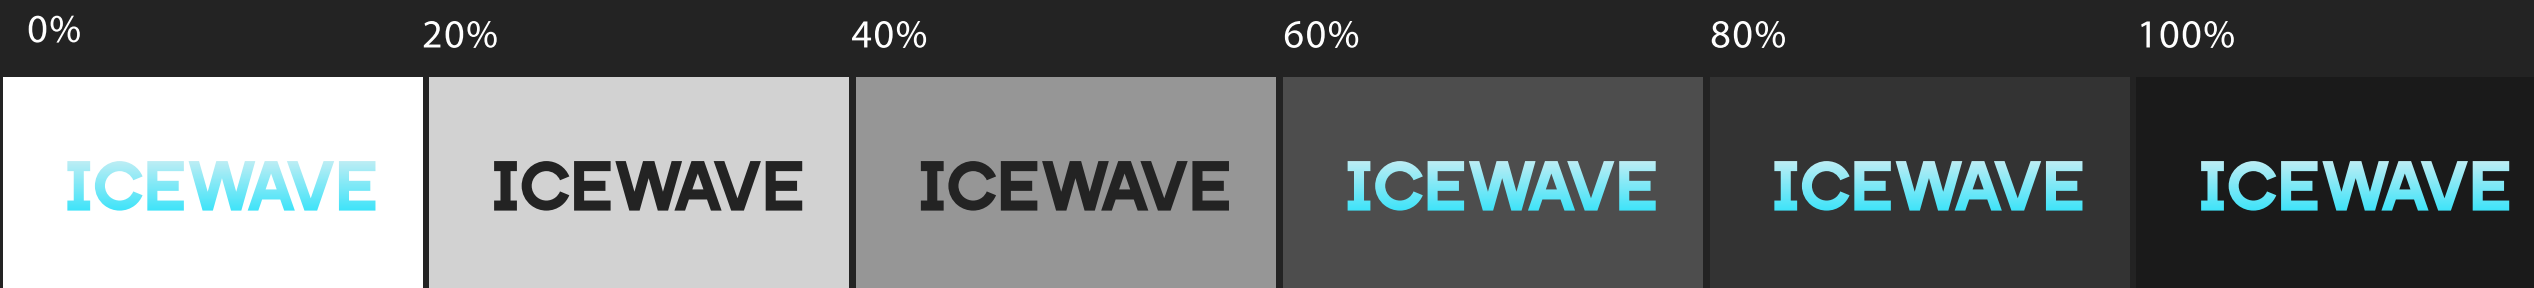 0% 20% 40% 60% 80% 100%
ICEWAVE ICEWAVE ICEWAVE ICEWAVE ICEWAVE ICEWAVE